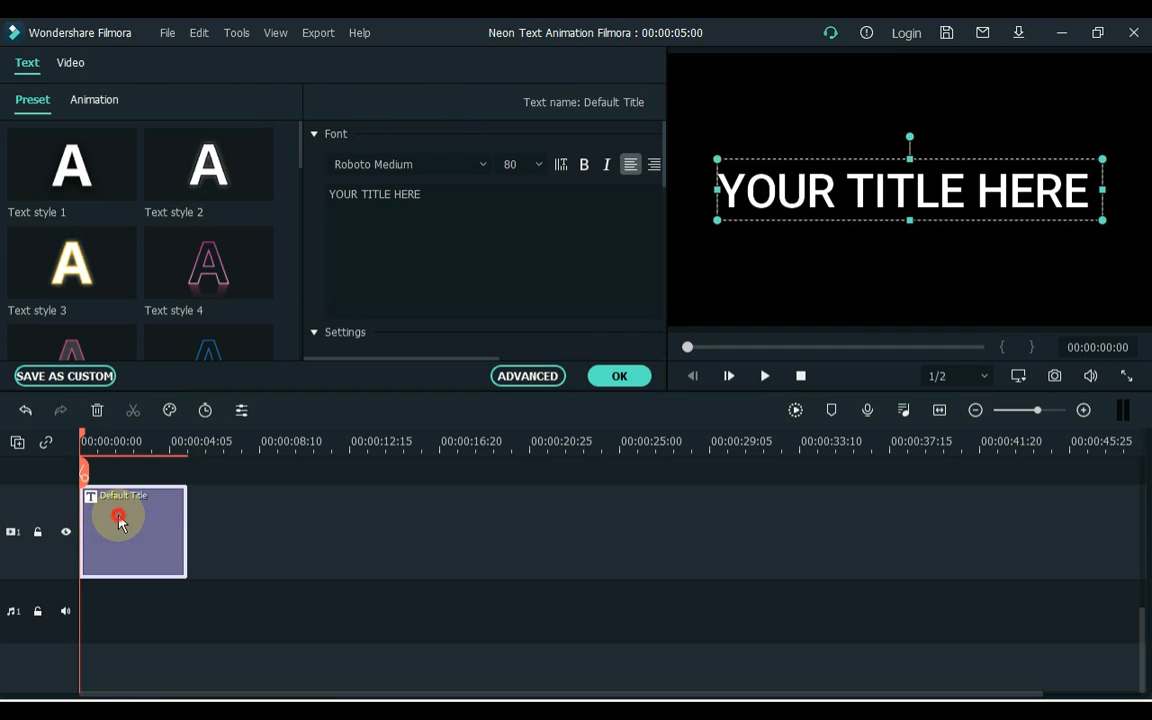 Wondershare Filmora File Edit Tools View Export Help Neon Text Animation Filmora : 00:00:05:00 Login
Text Video
Preset Animation Text name: Default Title
A A
Text style 1 Text style 2
A A
Text style 3 Text style 4
Font
Roboto Medium 80 B I
YOUR TITLE HERE
Settings
YOUR TITLE HERE
{ } 00:00:00:00
SAVE AS CUSTOM ADVANCED OK 1/2
00:00:00:00 00:00:04:05 00:00:08:10 00:00:12:15 00:00:16:20 00:00:20:25 00:00:25:00 00:00:29:05 00:00:33:10 00:00:37:15 00:00:41:20 00:00:45:25
T Default Title
1
1